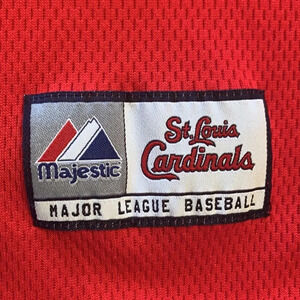 Majestic
St. Louis
Cardinals
MAJOR LEAGUE BASEBALL